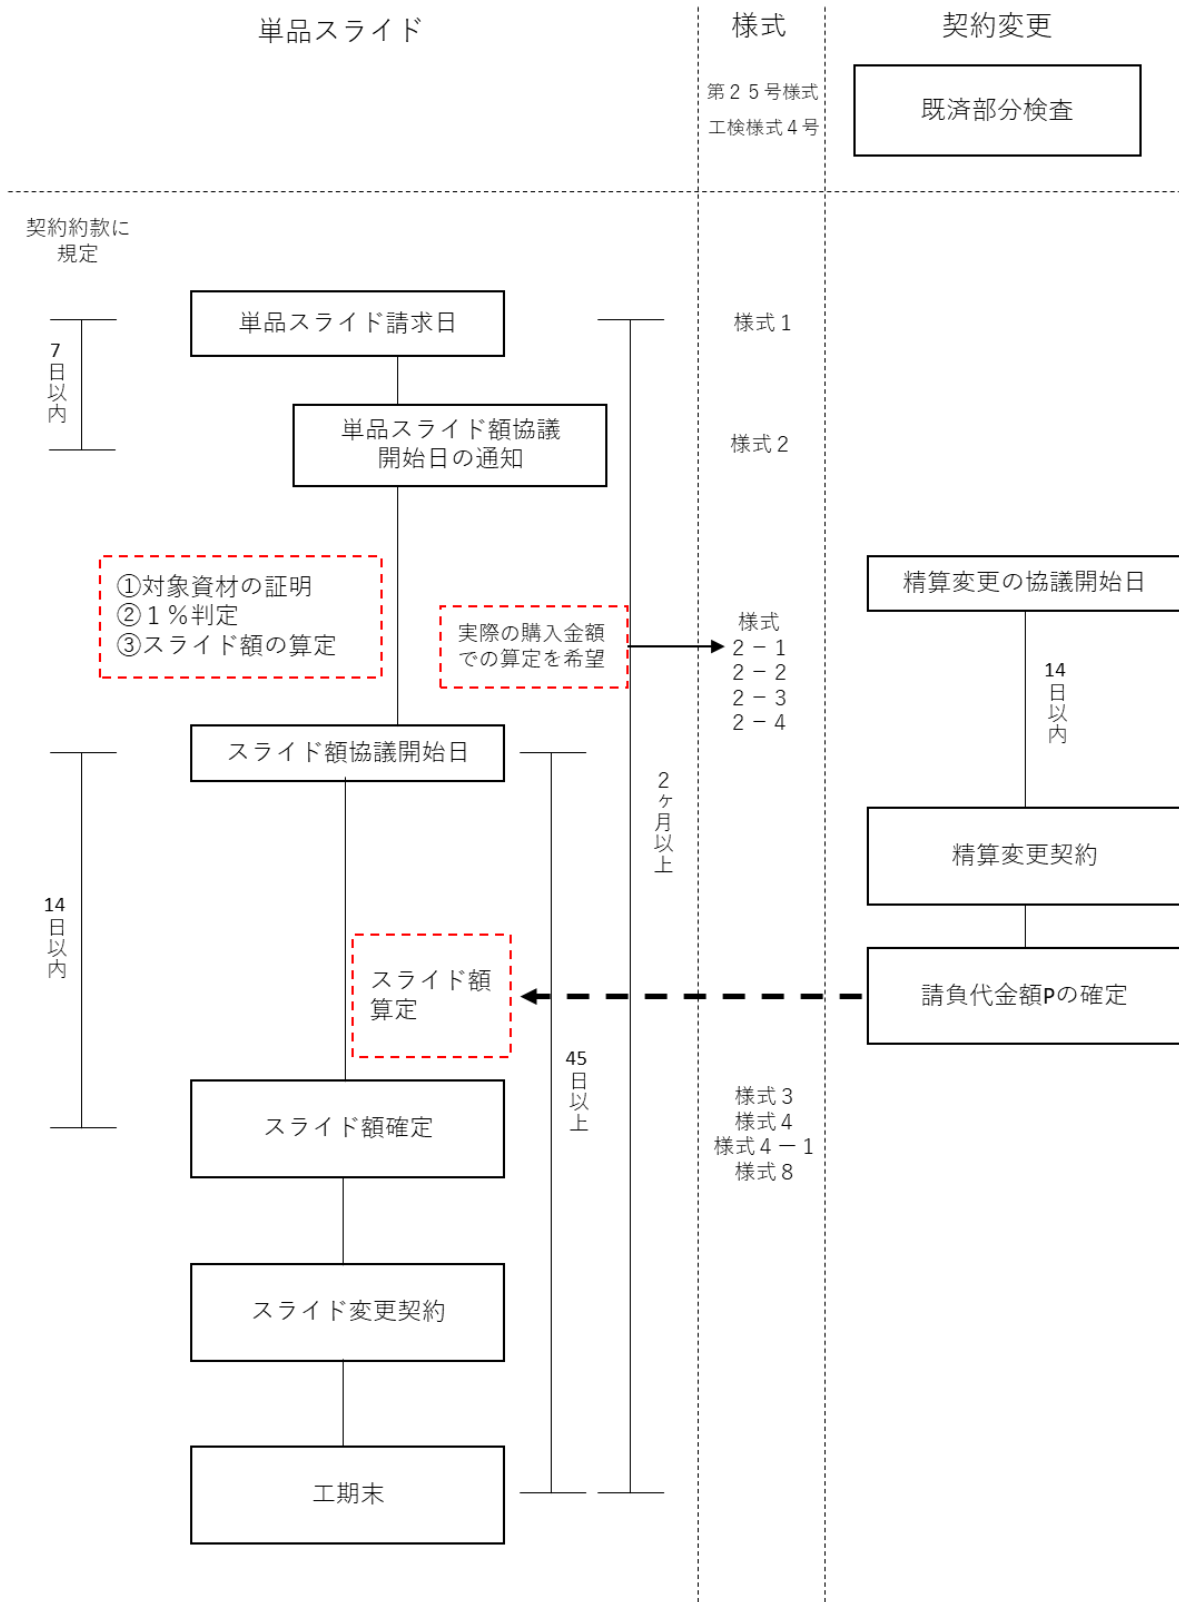 単品スライド
様式
契約変更
第２５号様式
工検様式４号
既済部分検査
契約約款に
規定
単品スライド請求日
様式１
7日以内
単品スライド額協議
開始日の通知
様式２
①対象資材の証明
②１％判定
③スライド額の算定
実際の購入金額
での算定を希望
様式
２－１
２－２
２－３
２－４
精算変更の協議開始日
14日以内
スライド額協議開始日
2ヶ月以上
精算変更契約
14日以内
スライド額
算定
請負代金額Pの確定
45日以上
スライド額確定
様式３
様式４
様式４－１
様式８
スライド変更契約
工期末